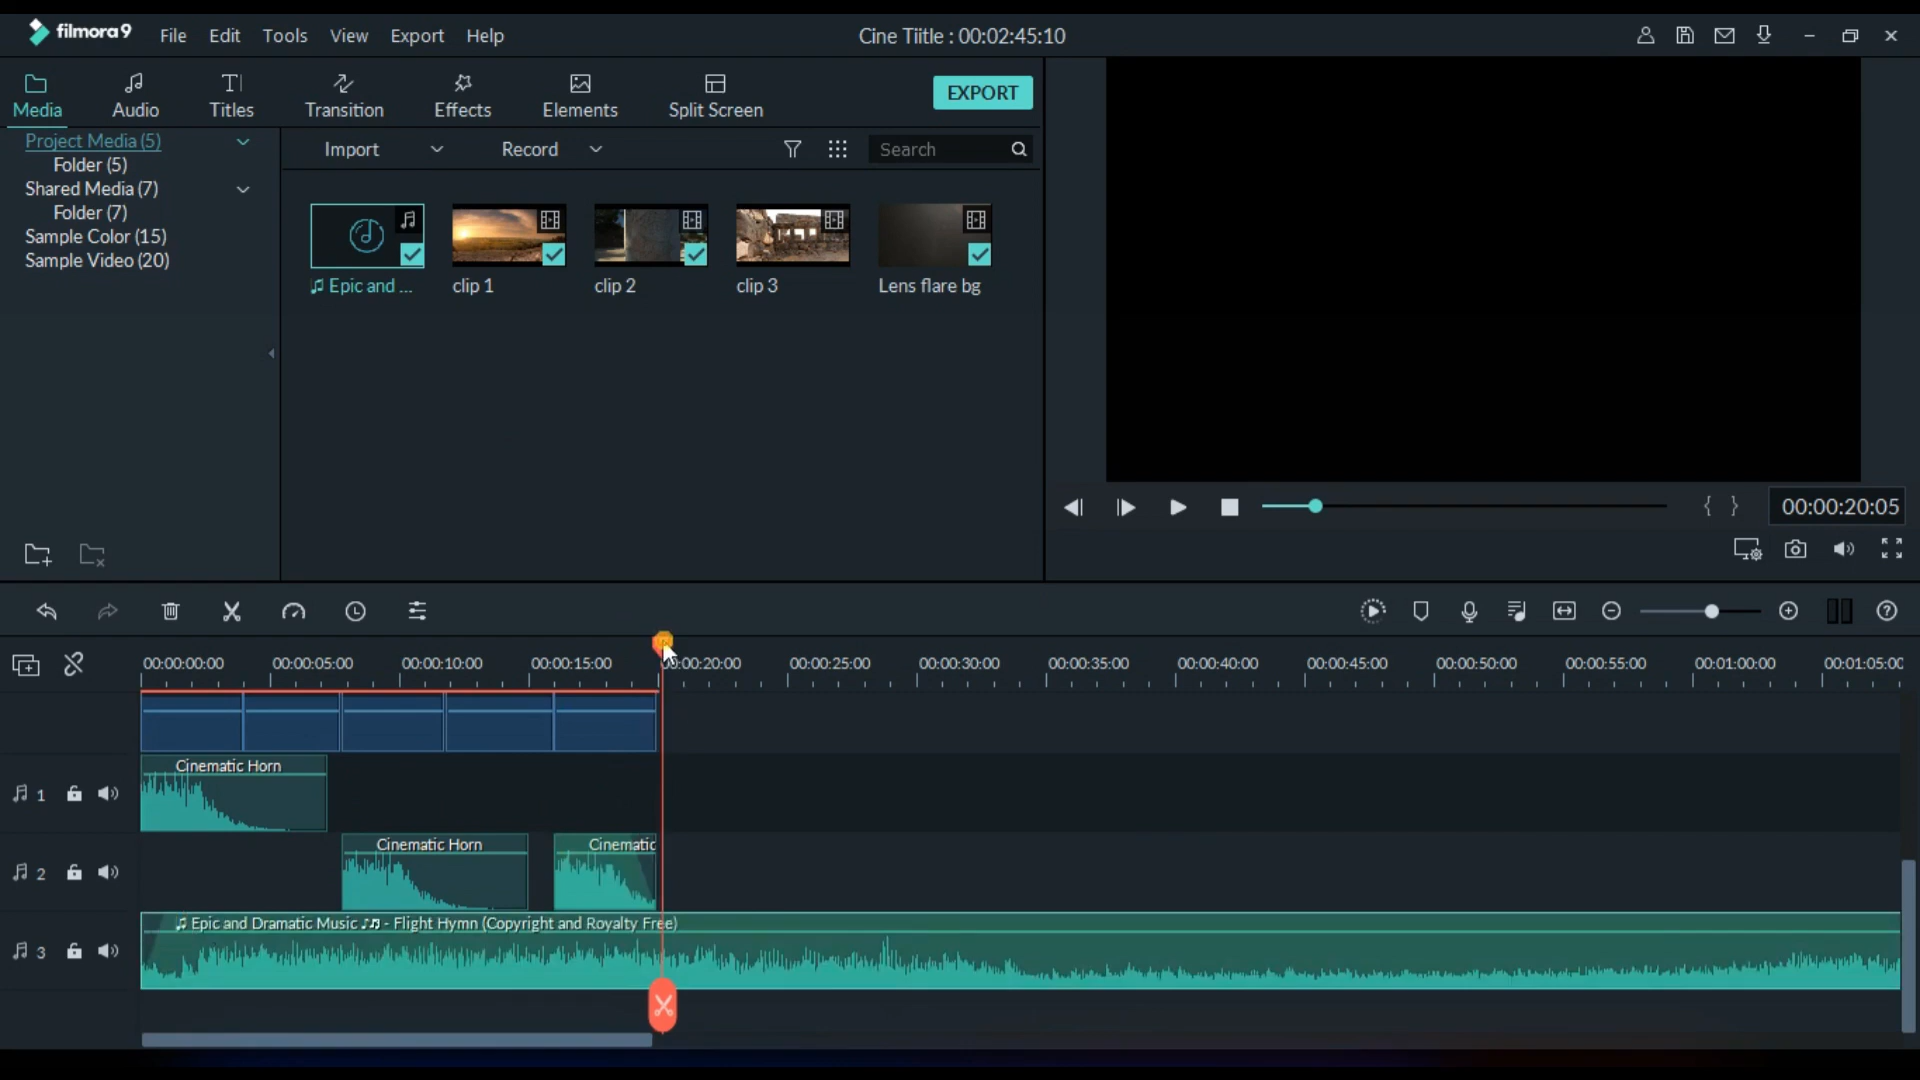 filmora9 File Edit Tools View Export Help Cine Tiitle : 00:02:45:10
Media Audio Titles Transition Effects Elements Split Screen EXPORT
Project Media (5)
Folder (5)
Shared Media (7)
Folder (7)
Sample Color (15)
Sample Video (20)
Import Record Search
Epic and ... clip 1 clip 2 clip 3 Lens flare bg
{ } 00:00:20:05
00:00:00:00 00:00:05:00 00:00:10:00 00:00:15:00 00:00:20:00 00:00:25:00 00:00:30:00 00:00:35:00 00:00:40:00 00:00:45:00 00:00:50:00 00:00:55:00 00:01:00:00 00:01:05:00
Cinematic Horn
1
Cinematic Horn Cinematic
2
Epic and Dramatic Music ♪♫ - Flight Hymn (Copyright and Royalty Free)
3